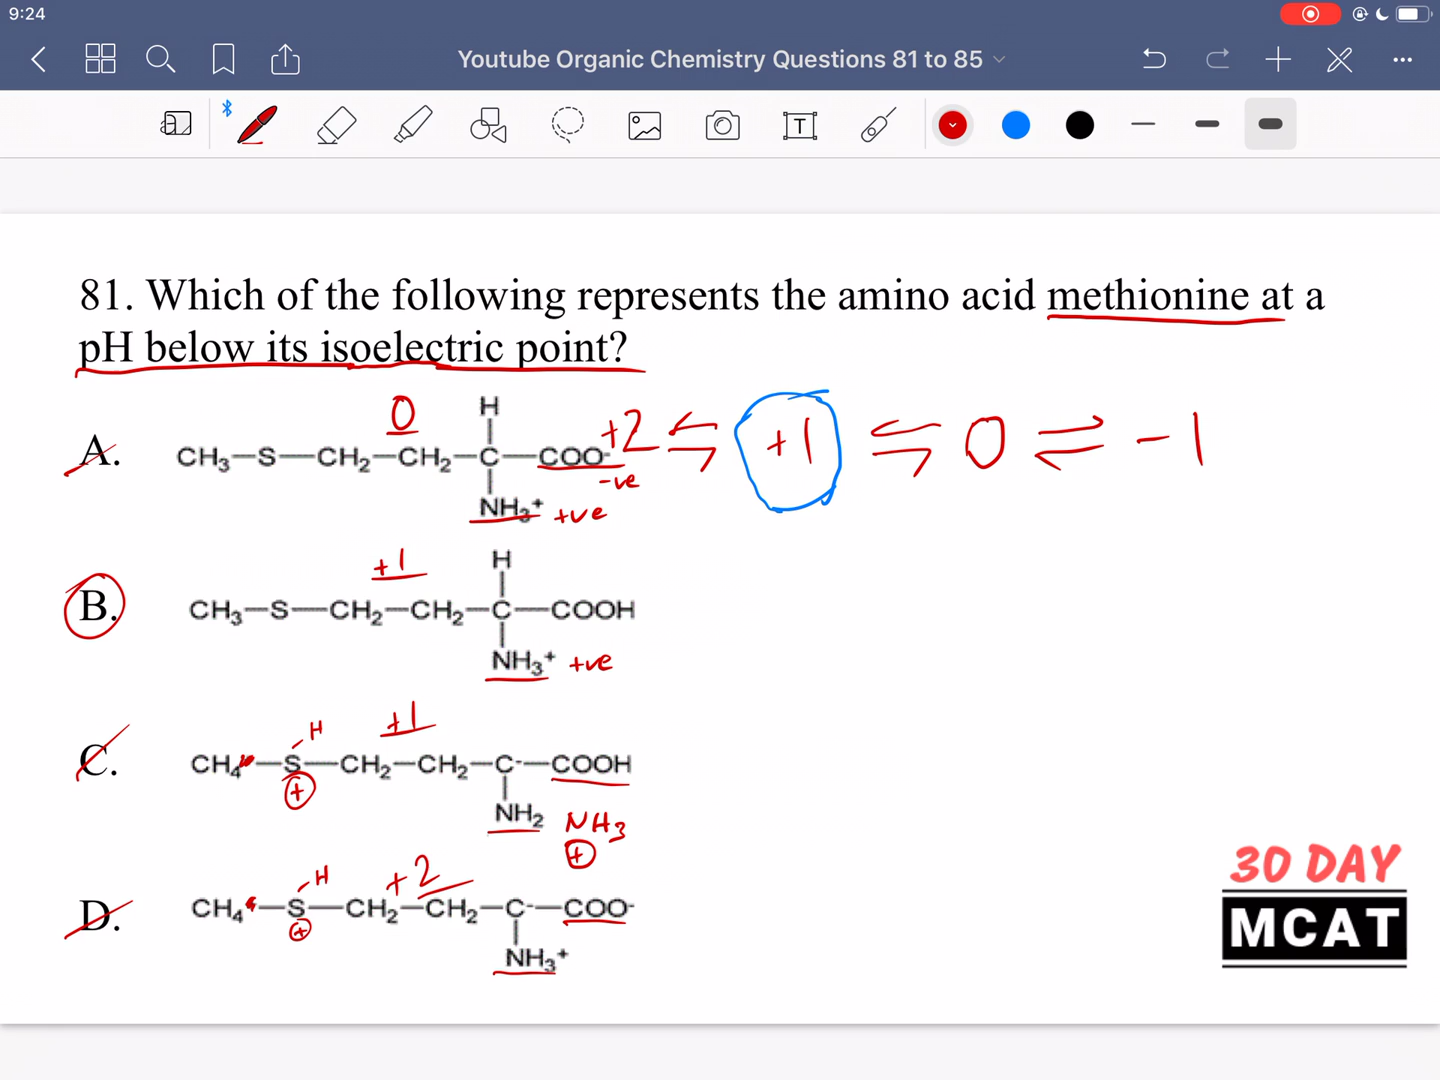 9:24
Youtube Organic Chemistry Questions 81 to 85
81. Which of the following represents the amino acid methionine at a
pH below its isoelectric point?
0
H
A. CH₃—S—CH₂—CH₂—C—COO⁻ +2 ⇆ +1 ⇆ 0 ⇌ -1
-ve
NH₃⁺ +ve
+1
H
B. CH₃—S—CH₂—CH₂—C—COOH
NH₃⁺ +ve
+1
-H
C. CH₄—S—CH₂—CH₂—C—COOH
+
NH₂ NH₃
+
+2
-H
D. CH₄—S—CH₂—CH₂—C—COO⁻
+
NH₃⁺
30 DAY
MCAT